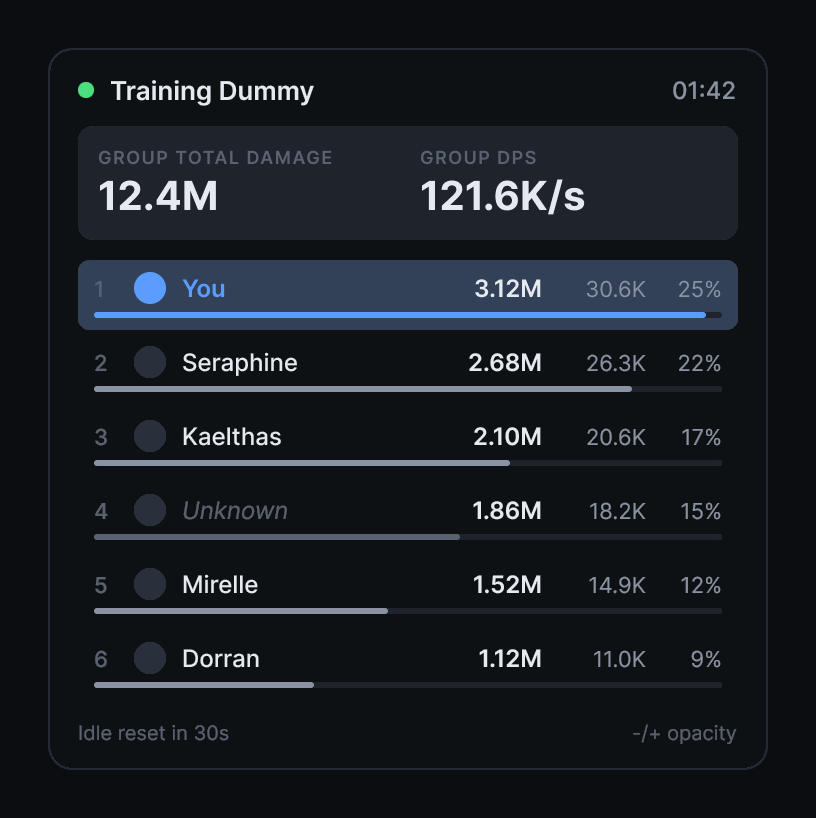 Training Dummy 01:42
GROUP TOTAL DAMAGE GROUP DPS
12.4M 121.6K/s
1 You 3.12M 30.6K 25%
2 Seraphine 2.68M 26.3K 22%
3 Kaelthas 2.10M 20.6K 17%
4 Unknown 1.86M 18.2K 15%
5 Mirelle 1.52M 14.9K 12%
6 Dorran 1.12M 11.0K 9%
Idle reset in 30s -/+ opacity